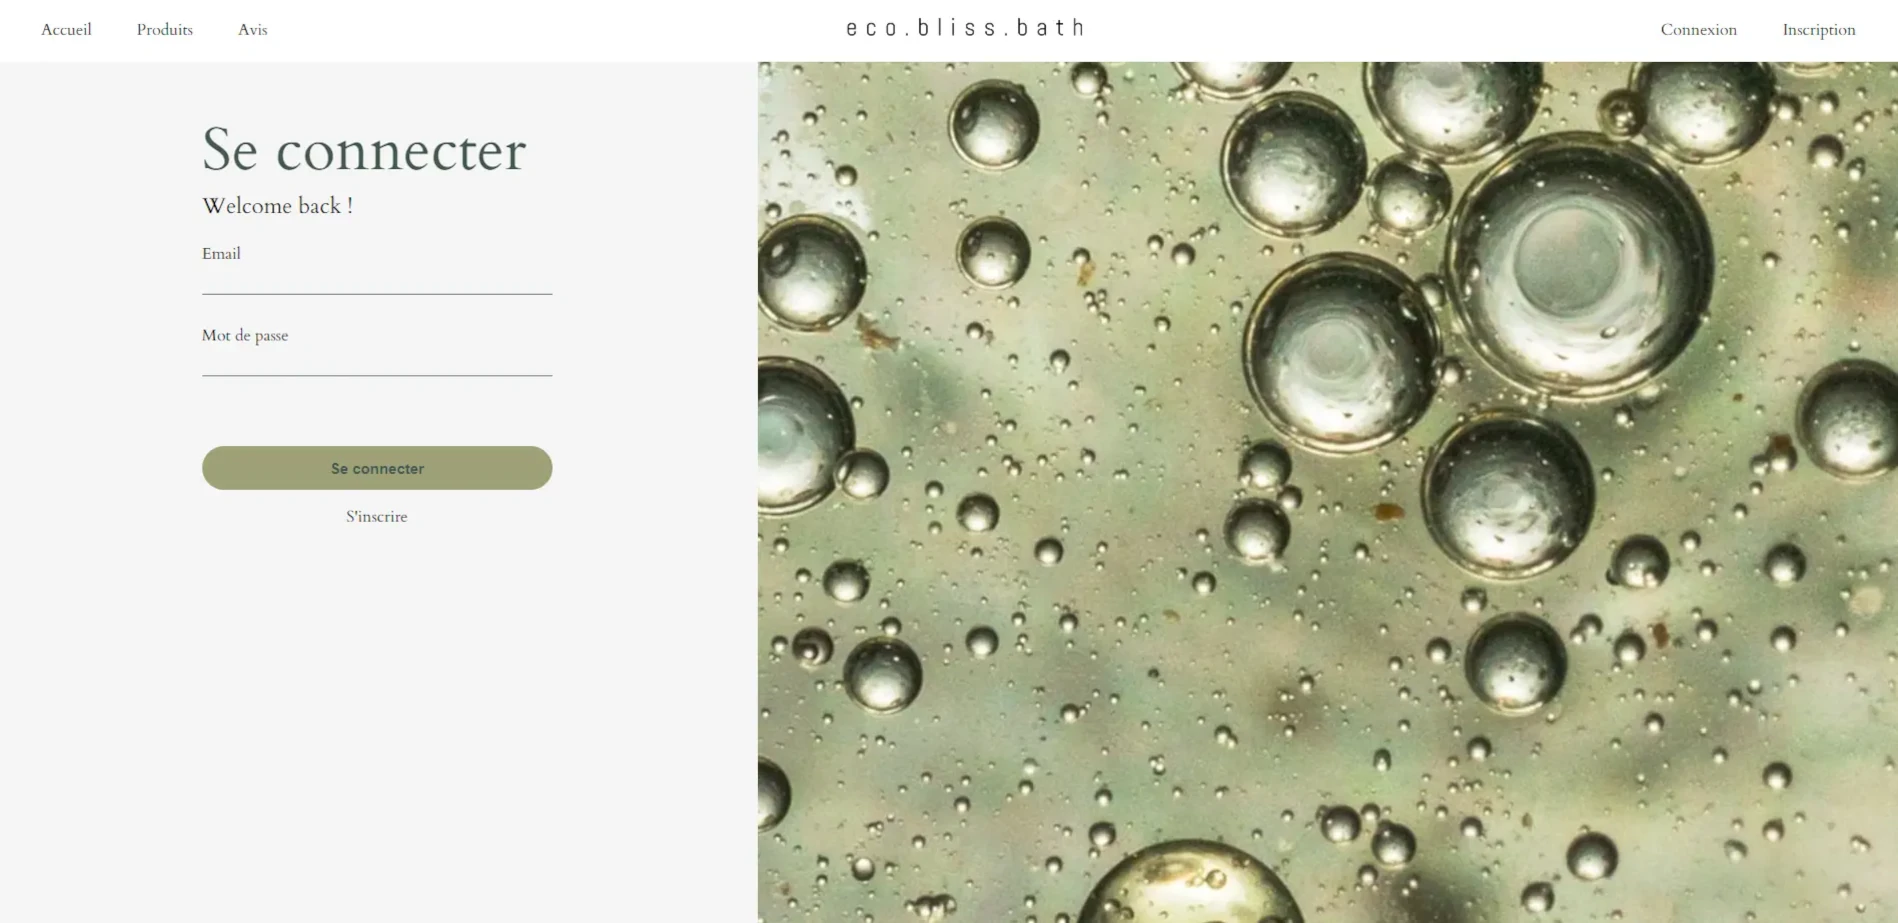 Accueil Produits Avis eco.bliss.bath Connexion Inscription
Se connecter
Welcome back !
Email
Mot de passe
Se connecter
S'inscrire